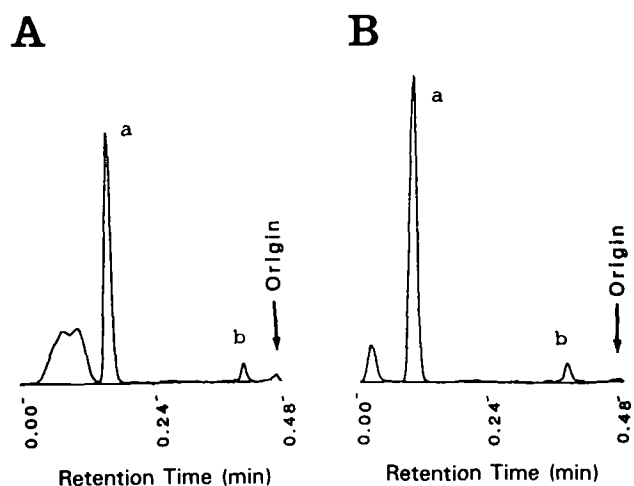 A
B
a
a
Origin
Origin
b
b
0.00
0.24
0.48
0.00
0.24
0.48
Retention Time (min)
Retention Time (min)